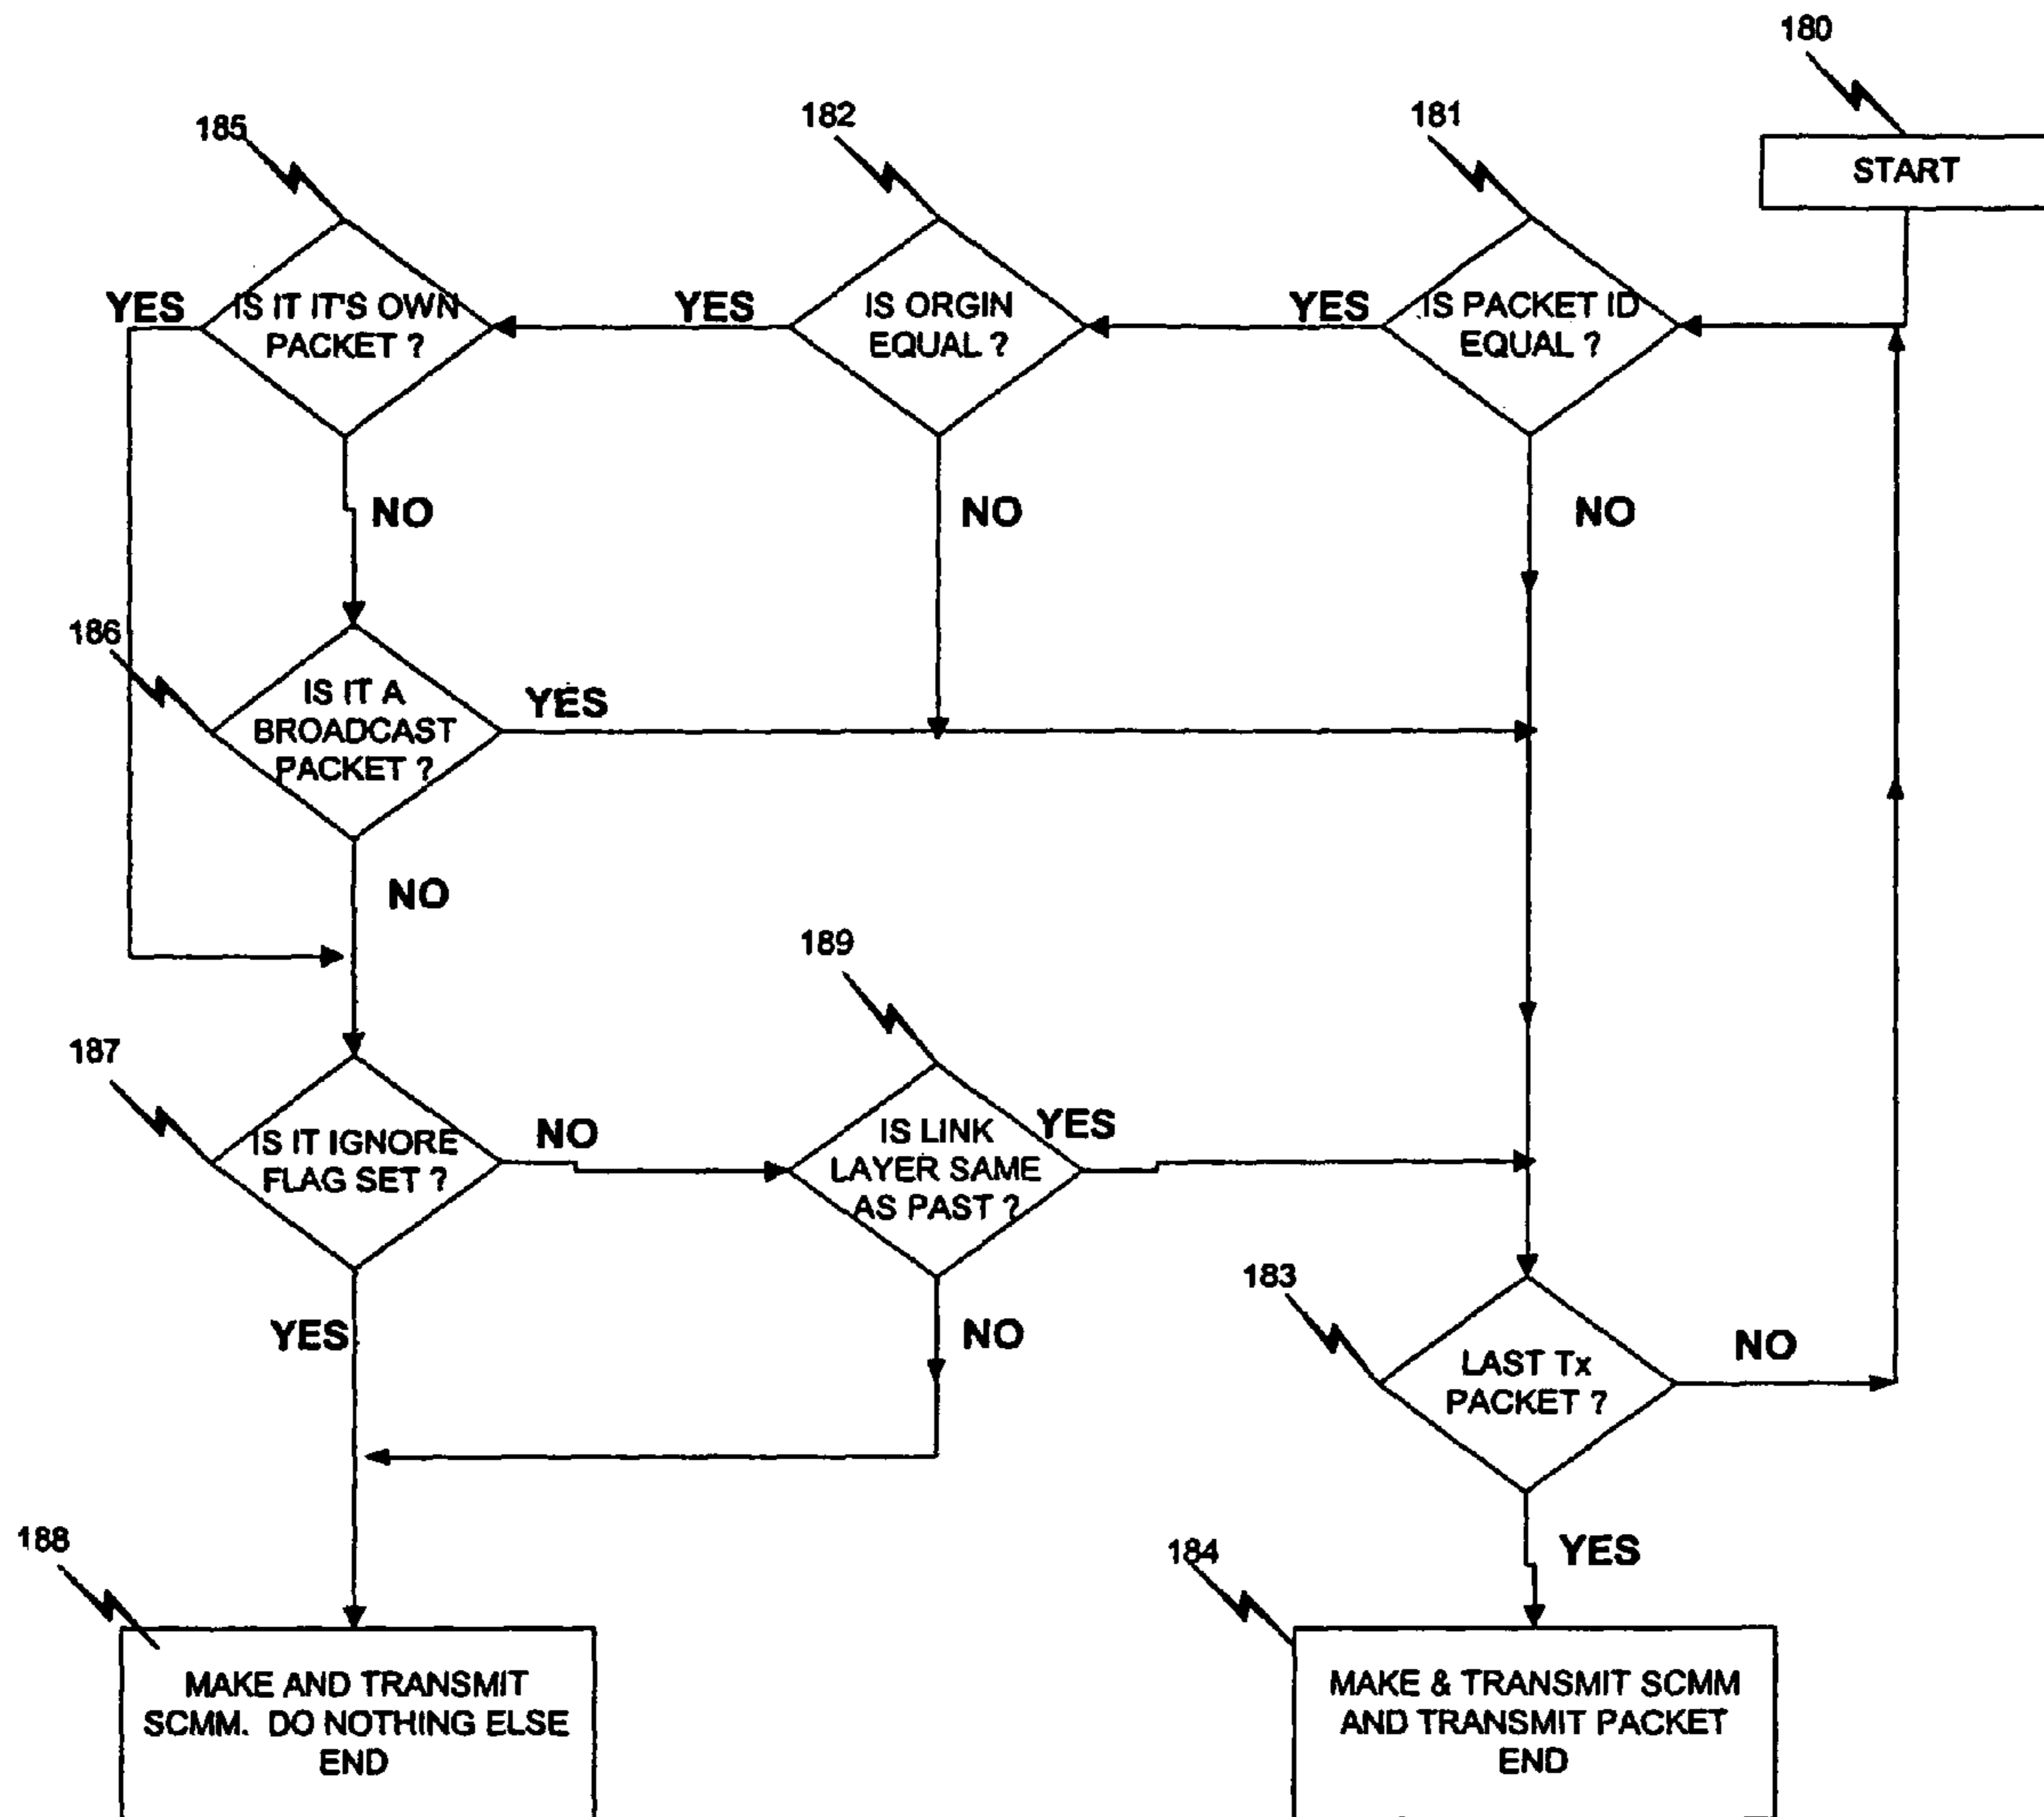 180
185
182
181
START
IS IT IT'S OWN
PACKET ?
YES
IS ORGIN
EQUAL ?
YES
IS PACKET ID
EQUAL ?
YES
NO
NO
NO
186
IS IT A
BROADCAST
PACKET ?
YES
NO
189
187
IS IT IGNORE
FLAG SET ?
NO
IS LINK
LAYER SAME
AS PAST ?
YES
YES
NO
183
LAST Tx
PACKET ?
NO
YES
188
184
MAKE AND TRANSMIT
SCMM. DO NOTHING ELSE
END
MAKE & TRANSMIT SCMM
AND TRANSMIT PACKET
END